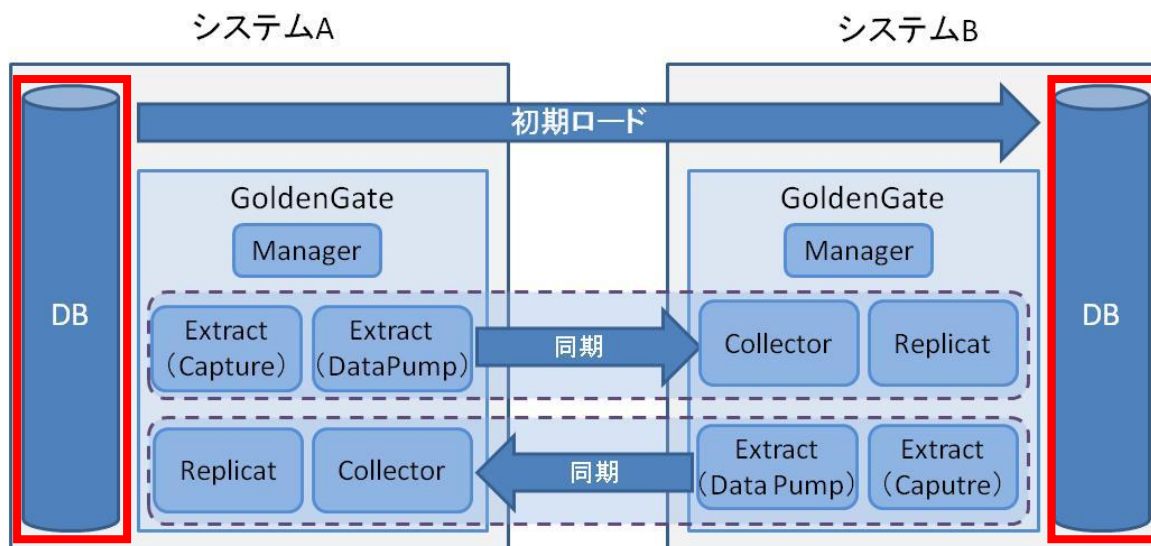 システムA
システムB
初期ロード
GoldenGate
GoldenGate
Manager
Manager
DB
DB
Extract
(Capture)
Extract
(DataPump)
同期
Collector
Replicat
Replicat
Collector
同期
Extract
(Data Pump)
Extract
(Caputre)